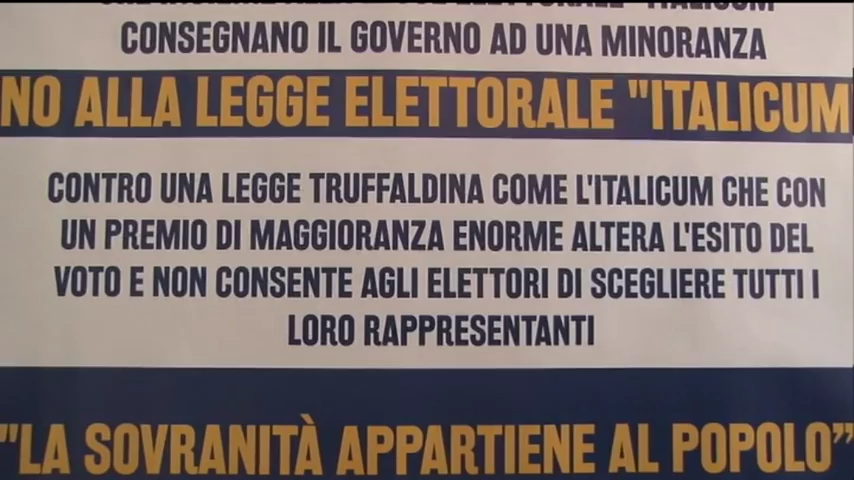 CONSEGNANO IL GOVERNO AD UNA MINORANZA
NO ALLA LEGGE ELETTORALE "ITALICUM
CONTRO UNA LEGGE TRUFFALDINA COME L'ITALICUM CHE CON
UN PREMIO DI MAGGIORANZA ENORME ALTERA L'ESITO DEL
VOTO E NON CONSENTE AGLI ELETTORI DI SCEGLIERE TUTTI I
LORO RAPPRESENTANTI
"LA SOVRANITÀ APPARTIENE AL POPOLO”